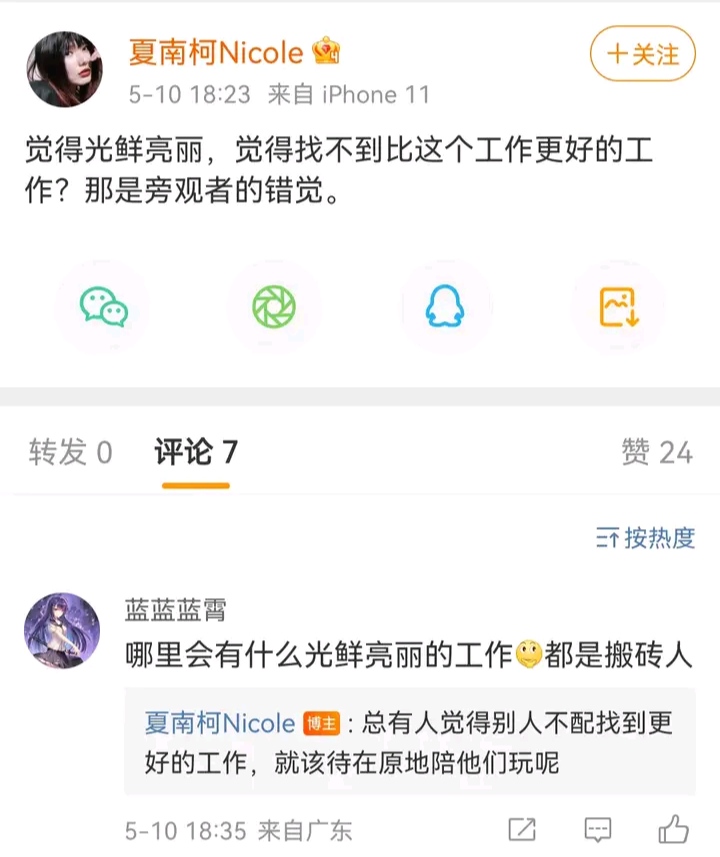 夏南柯Nicole
+关注
5-10 18:23 来自 iPhone 11
觉得光鲜亮丽，觉得找不到比这个工作更好的工
作？那是旁观者的错觉。
转发 0 评论 7 赞 24
按热度
蓝蓝蓝霄
哪里会有什么光鲜亮丽的工作都是搬砖人
夏南柯Nicole 博主：总有人觉得别人不配找到更
好的工作，就该待在原地陪他们玩呢
5-10 18:35 来自广东